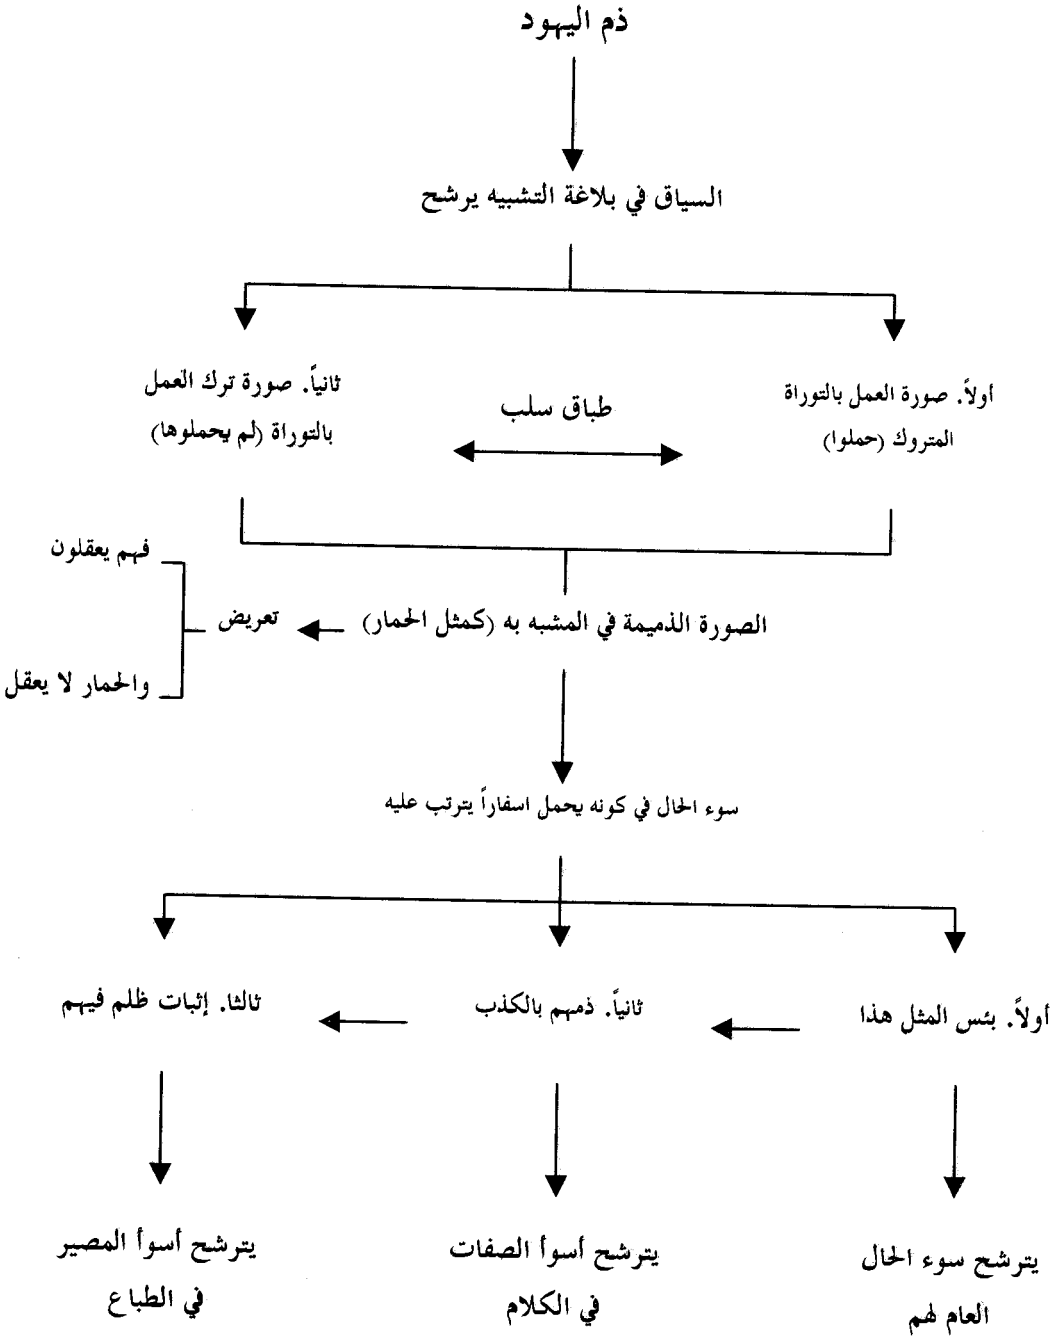 ذم اليهود
السياق في بلاغة التشبيه يرشح
أولاً. صورة العمل بالتوراة
المتروك (حملوا)
طباق سلب
ثانياً. صورة ترك العمل
بالتوراة (لم يحملوها)
الصورة الذميمة في المشبه به (كمثل الحمار)
تعريض
فهم يعقلون
والحمار لا يعقل
سوء الحال في كونه يحمل اسفاراً يترتب عليه
أولاً. بئس المثل هذا
ثانياً. ذمهم بالكذب
ثالثا. إثبات ظلم فيهم
يترشح سوء الحال
العام لهم
يترشح أسوأ الصفات
في الكلام
يترشح أسوأ المصير
في الطباع